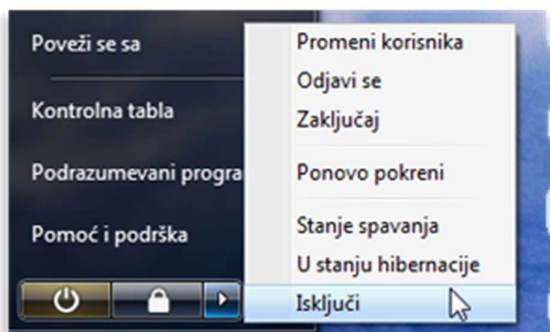 Poveži se sa
Kontrolna tabla
Podrazumevani progra
Pomoć i podrška
Promeni korisnika
Odjavi se
Zaključaj
Ponovo pokreni
Stanje spavanja
U stanju hibernacije
Isključi